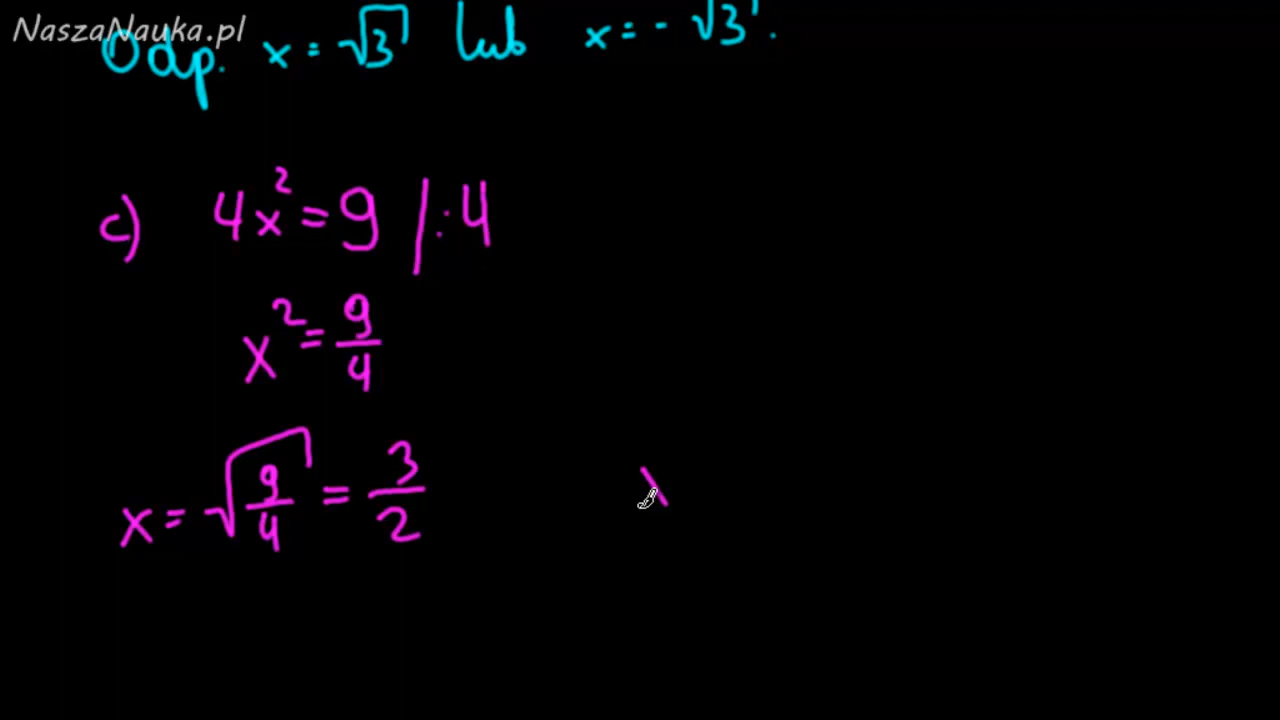 NaszaNauka.pl
Odp. x = √3 lub x = - √3.
c) 4x² = 9 |:4
x² = 9/4
x = √(9/4) = 3/2